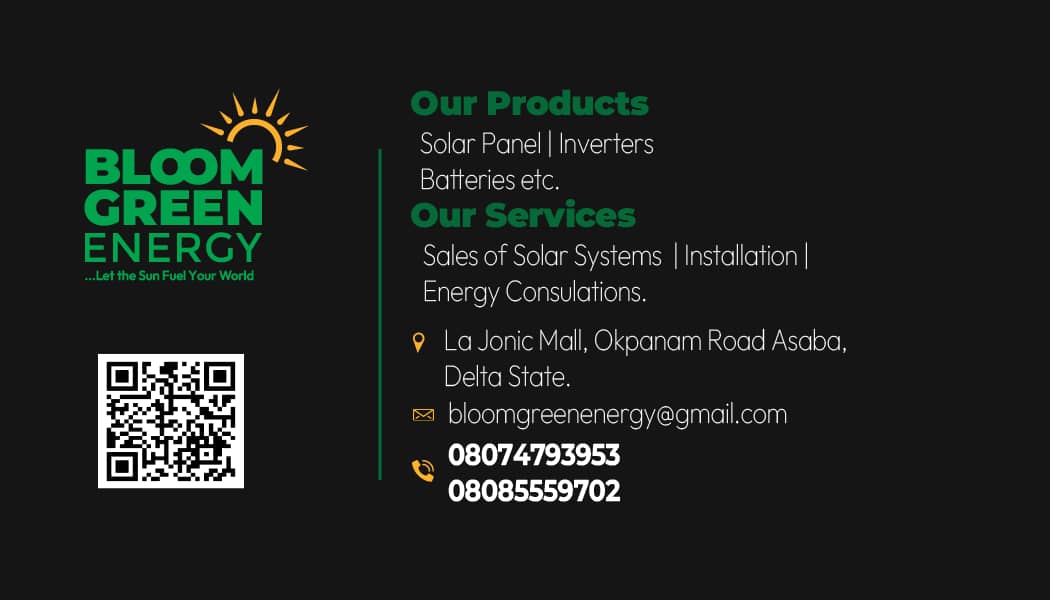 BLOOM
GREEN
ENERGY
...Let the Sun Fuel Your World
Our Products
Solar Panel | Inverters
Batteries etc.
Our Services
Sales of Solar Systems | Installation |
Energy Consulations.
La Jonic Mall, Okpanam Road Asaba,
Delta State.
bloomgreenenergy@gmail.com
08074793953
08085559702